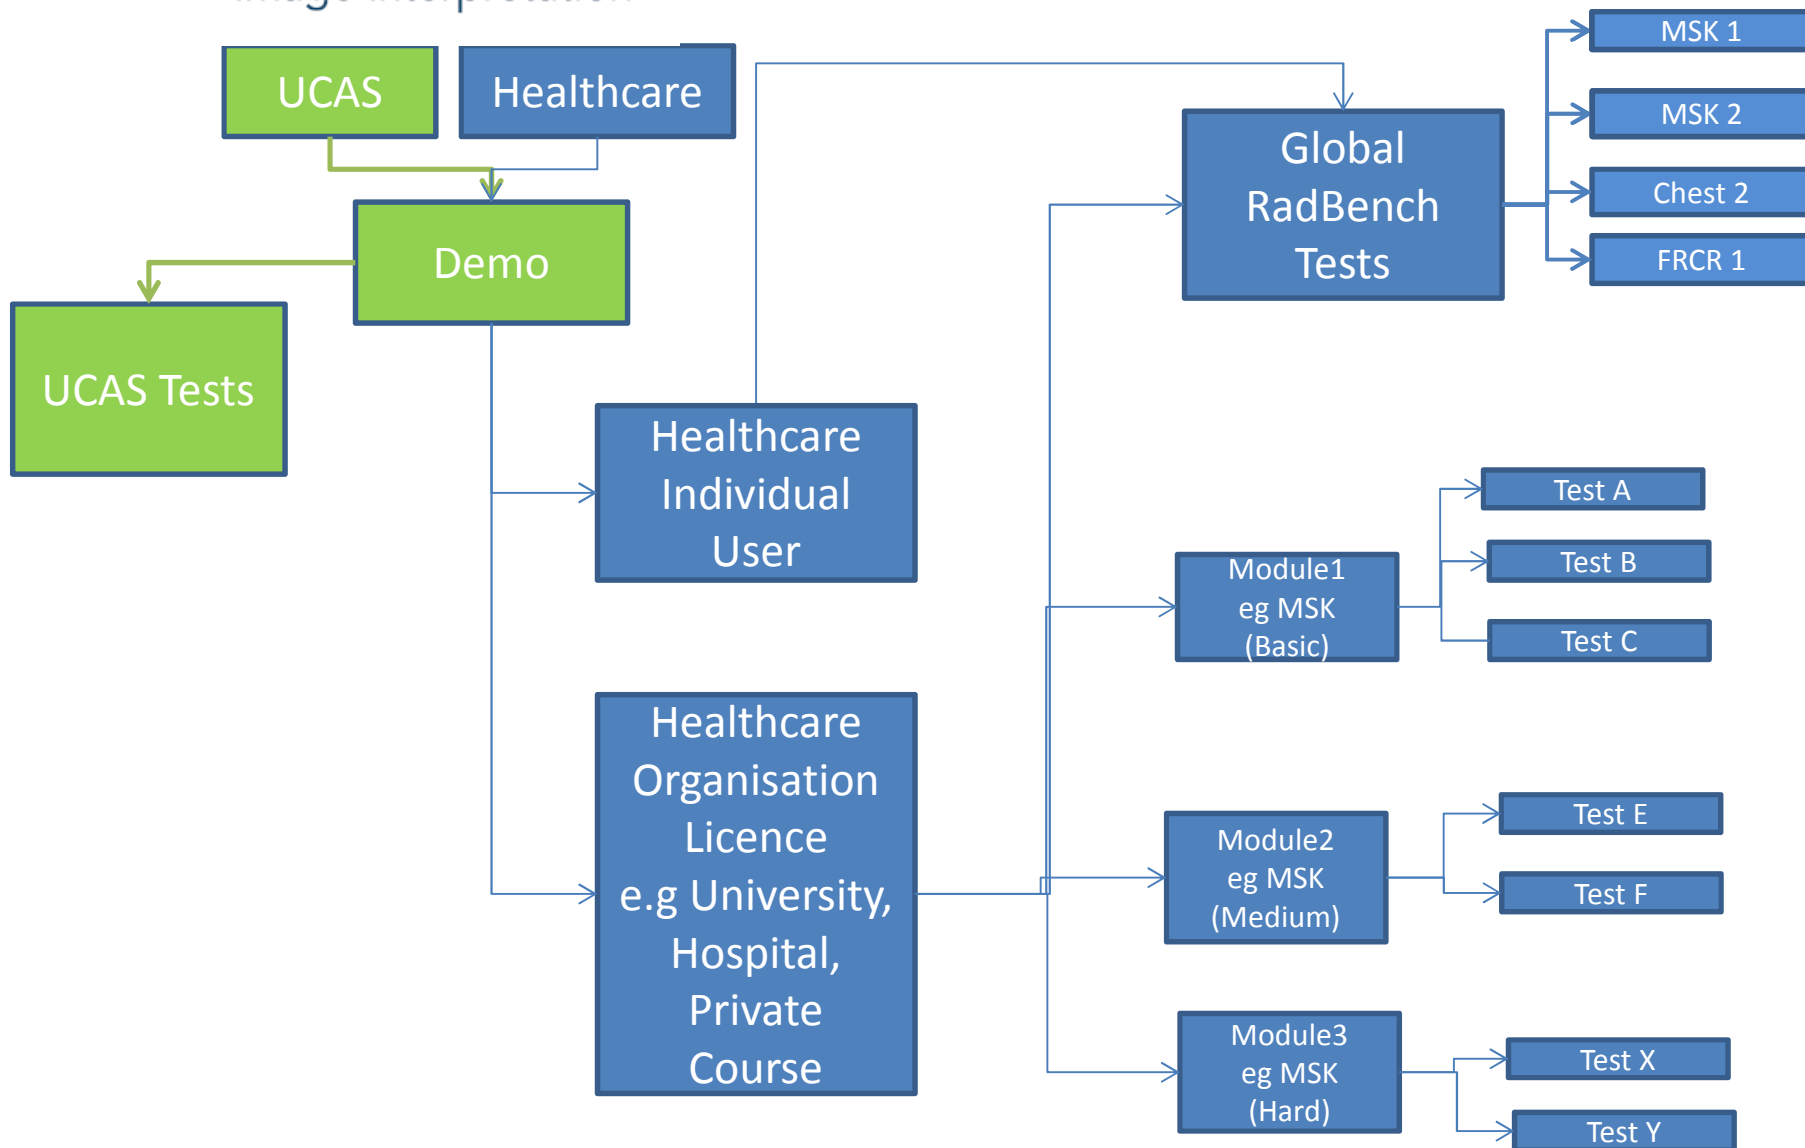 UCAS
Healthcare
Demo
UCAS Tests
Healthcare
Individual
User
Healthcare
Organisation
Licence
e.g University,
Hospital,
Private
Course
Global
RadBench
Tests
MSK 1
MSK 2
Chest 2
FRCR 1
Module1
eg MSK
(Basic)
Test A
Test B
Test C
Module2
eg MSK
(Medium)
Test E
Test F
Module3
eg MSK
(Hard)
Test X
Test Y